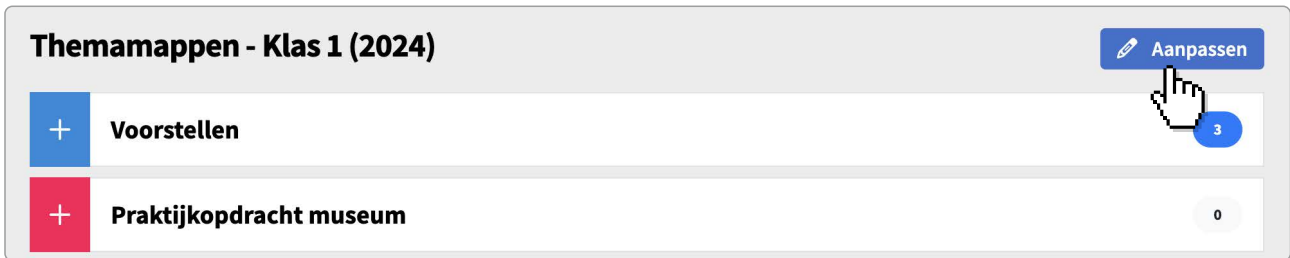 Themamappen - Klas 1 (2024)
Aanpassen
Voorstellen
3
Praktijkopdracht museum
0